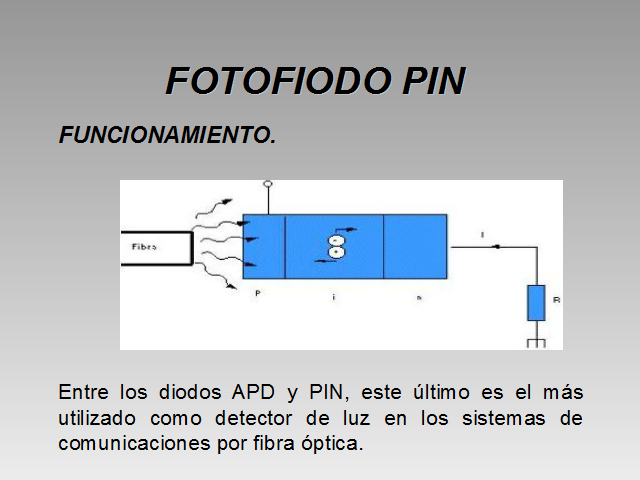 FOTOFIODO PIN
FUNCIONAMIENTO.
Fibra
I
R
P
i
n
Entre los diodos APD y PIN, este último es el más
utilizado como detector de luz en los sistemas de
comunicaciones por fibra óptica.